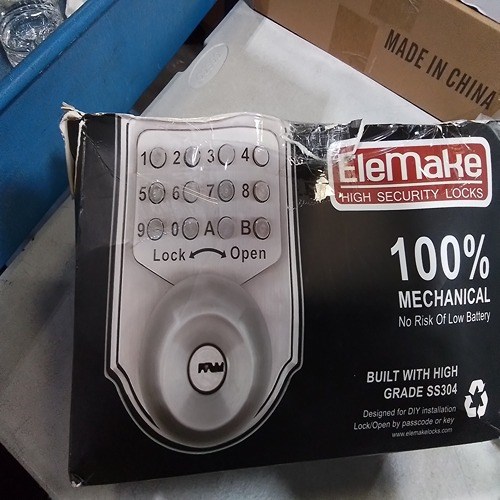 MADE IN CHINA
EleMake
HIGH SECURITY LOCKS
1 2 3 4
5 6 7 8
9 0 A B
Lock Open
100%
MECHANICAL
No Risk Of Low Battery
BUILT WITH HIGH
GRADE SS304
Designed for DIY installation
Lock/Open by passcode or key
www.elemakelocks.com